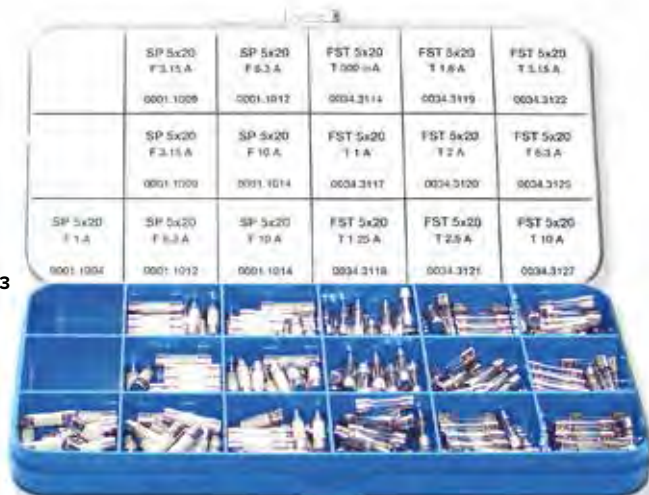 SP 5x20
F 3.15 A
0001.1009
SP 5x20
F 6.3 A
0001.1012
FST 5x20
0034.3114
FST 5x20
T 1.6 A
0034.3119
FST 5x20
T 3.15 A
0034.3122
SP 5x20
F 3.15 A
0001.1009
SP 5x20
F 10 A
0001.1014
FST 5x20
T 1 A
0034.3117
FST 5x20
T 2 A
0034.3120
FST 5x20
T 6.3 A
0034.3125
SP 5x20
F 1 A
0001.1004
SP 5x20
F 6.3 A
0001.1012
SP 5x20
F 10 A
0001.1014
FST 5x20
T 1.25 A
0034.3118
FST 5x20
T 2.5 A
0034.3121
FST 5x20
T 10 A
0034.3127
3